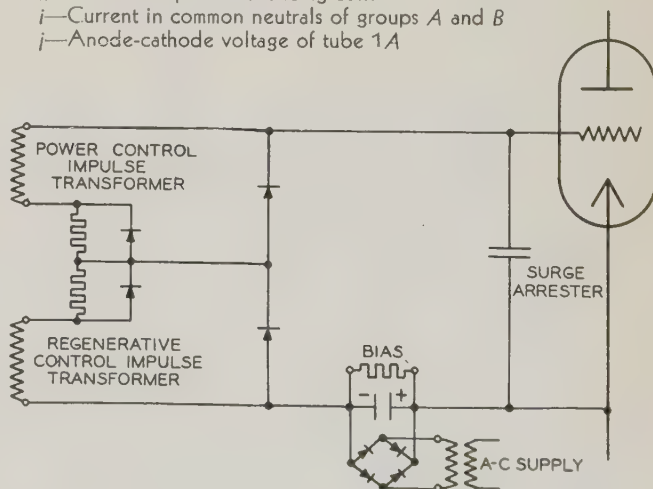 i—Current in common neutrals of groups A and B
j—Anode-cathode voltage of tube 1A
POWER CONTROL
IMPULSE
TRANSFORMER
REGENERATIVE
CONTROL IMPULSE
TRANSFORMER
SURGE
ARRESTER
BIAS
- +
A-C SUPPLY